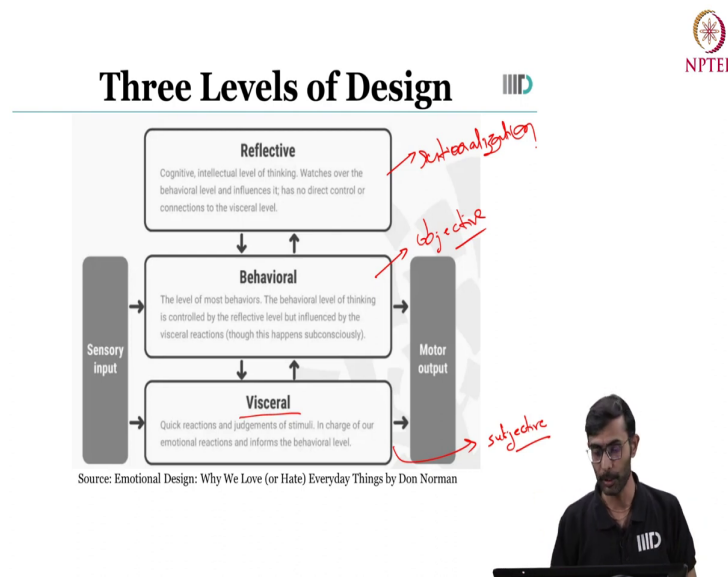 NPTEL
Three Levels of Design
IIITD
Reflective
rationalization
Cognitive, intellectual level of thinking. Watches over the
behavioral level and influences it; has no direct control or
connections to the visceral level.
objective
Behavioral
The level of most behaviors. The behavioral level of thinking
is controlled by the reflective level but influenced by the
visceral reactions (though this happens subconsciously).
Sensory
input
Motor
output
Visceral
Quick reactions and judgements of stimuli. In charge of our
emotional reactions and informs the behavioral level.
subjective
Source: Emotional Design: Why We Love (or Hate) Everyday Things by Don Norman
IIITD